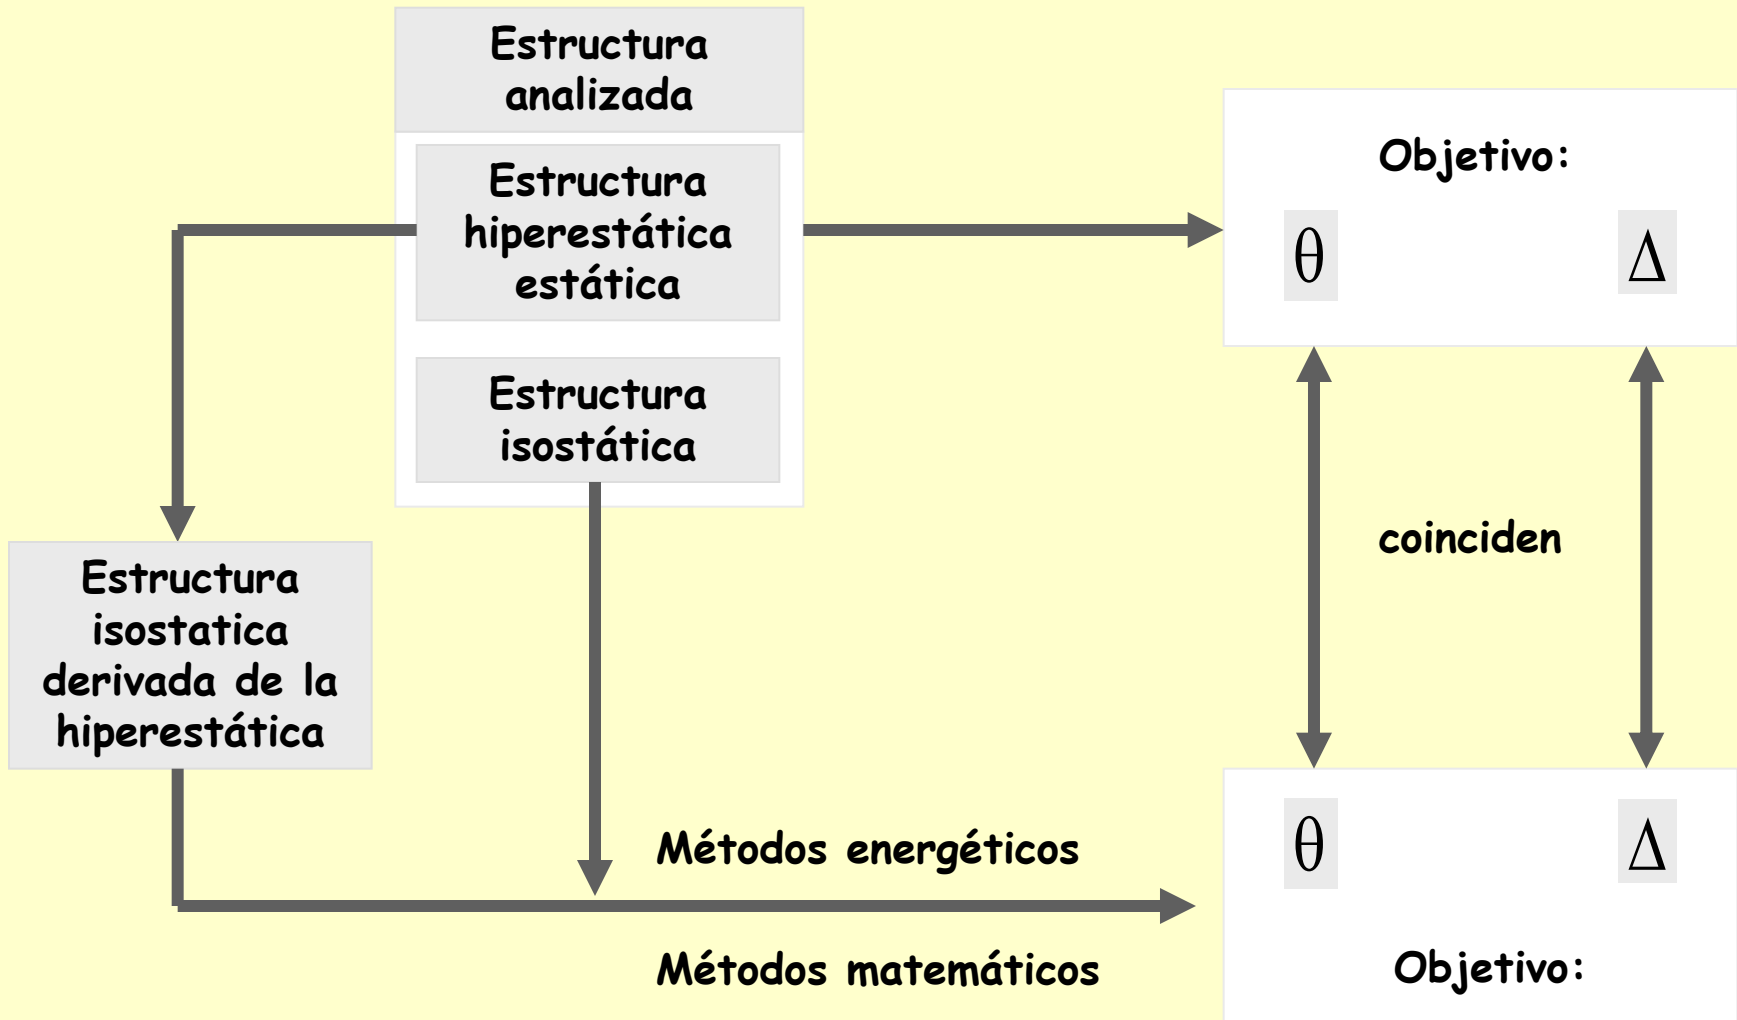 Estructura
analizada
Estructura
hiperestática
estática
Estructura
isostática
Estructura
isostatica
derivada de la
hiperestática
Objetivo:
θ Δ
coinciden
Métodos energéticos
Métodos matemáticos
θ Δ
Objetivo: